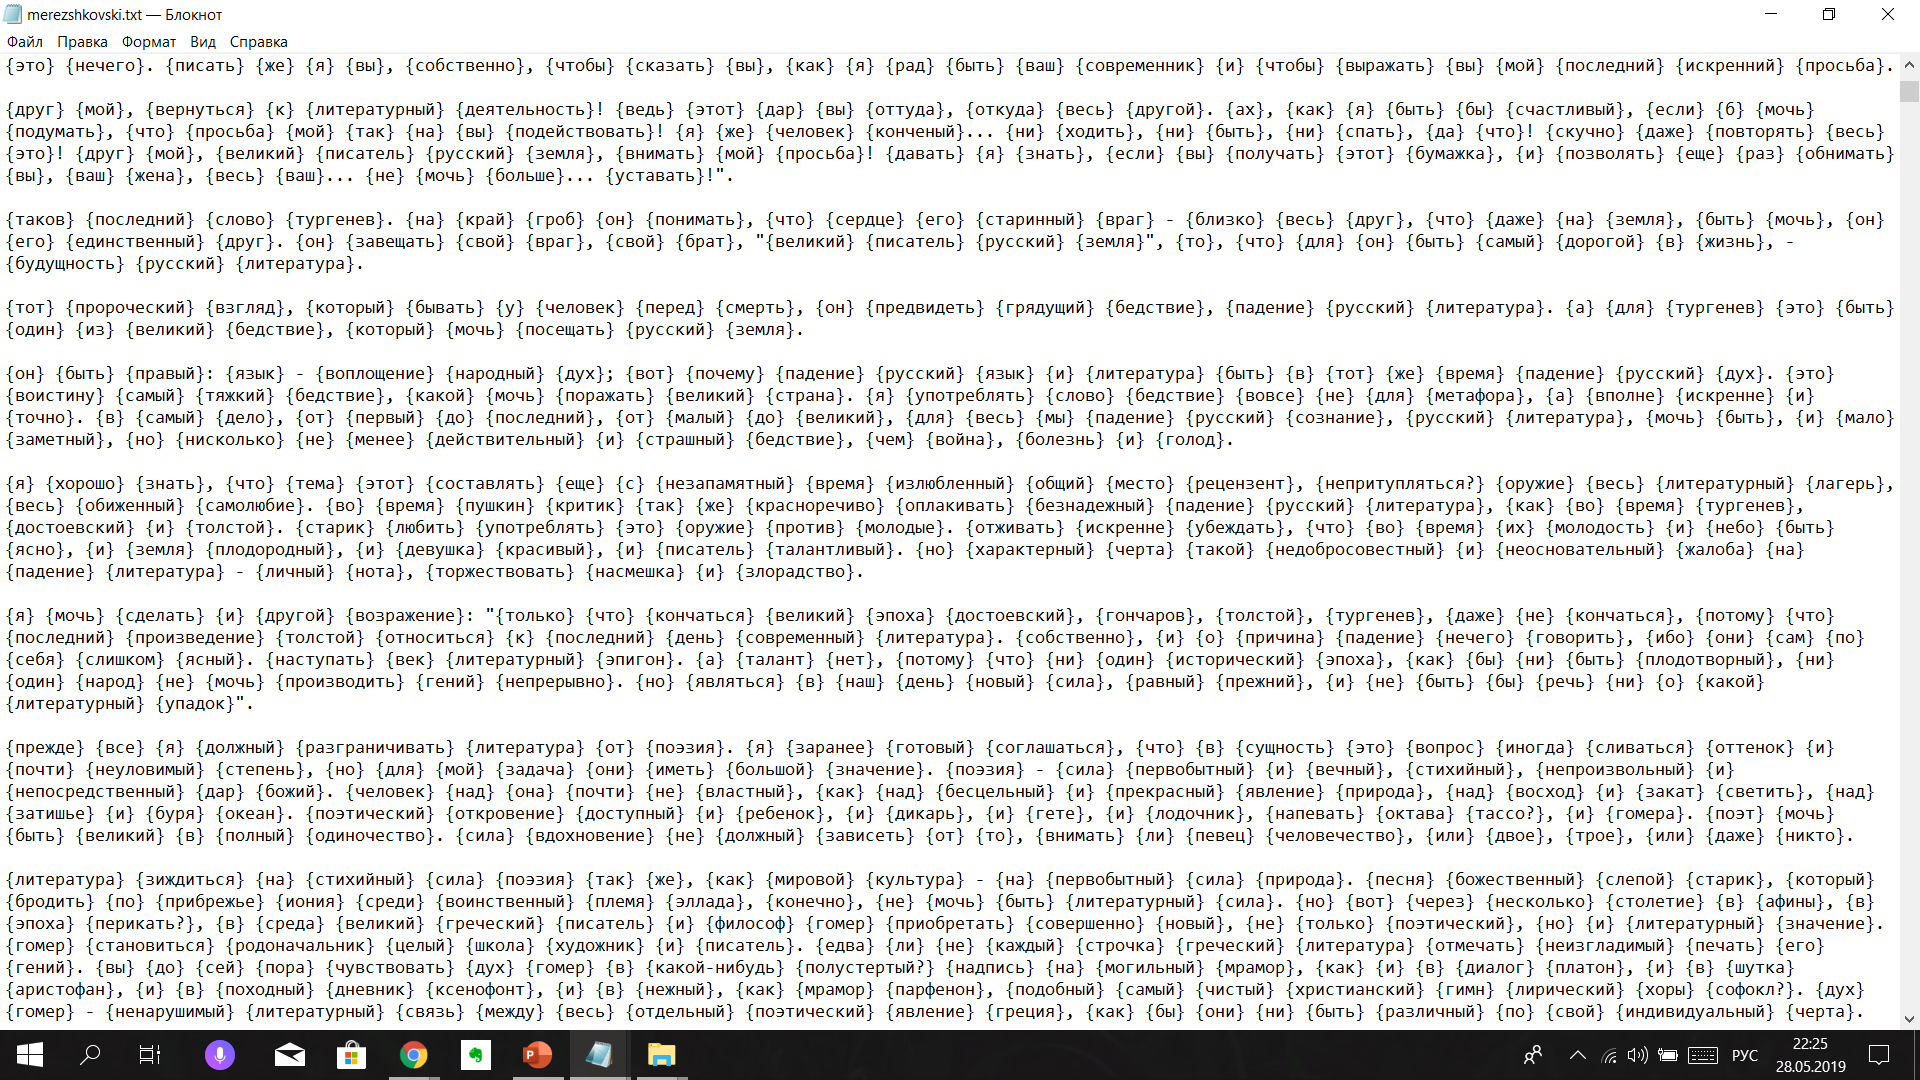 merezshkovski.txt — Блокнот
Файл Правка Формат Вид Справка
{это} {нечего}. {писать} {же} {я} {вы}, {собственно}, {чтобы} {сказать} {вы}, {как} {я} {рад} {быть} {ваш} {современник} {и} {чтобы} {выражать} {вы} {мой} {последний} {искренний} {просьба}.
{друг} {мой}, {вернуться} {к} {литературный} {деятельность}! {ведь} {этот} {дар} {вы} {оттуда}, {откуда} {весь} {другой}. {ах}, {как} {я} {быть} {бы} {счастливый}, {если} {б} {мочь}
{подумать}, {что} {просьба} {мой} {так} {на} {вы} {подействовать}! {я} {же} {человек} {конченый}... {ни} {ходить}, {ни} {быть}, {ни} {спать}, {да} {что}! {скучно} {даже} {повторять} {весь}
{это}! {друг} {мой}, {великий} {писатель} {русский} {земля}, {внимать} {мой} {просьба}! {давать} {я} {знать}, {если} {вы} {получать} {этот} {бумажка}, {и} {позволять} {еще} {раз} {обнимать}
{вы}, {ваш} {жена}, {весь} {ваш}... {не} {мочь} {больше}... {уставать}!".
{таков} {последний} {слово} {тургенев}. {на} {край} {гроб} {он} {понимать}, {что} {сердце} {его} {старинный} {враг} - {близко} {весь} {друг}, {что} {даже} {на} {земля}, {быть} {мочь}, {он}
{его} {единственный} {друг}. {он} {завещать} {свой} {враг}, {свой} {брат}, "{великий} {писатель} {русский} {земля}", {то}, {что} {для} {он} {быть} {самый} {дорогой} {в} {жизнь}, -
{будущность} {русский} {литература}.
{тот} {пророческий} {взгляд}, {который} {бывать} {у} {человек} {перед} {смерть}, {он} {предвидеть} {грядущий} {бедствие}, {падение} {русский} {литература}. {а} {для} {тургенев} {это} {быть}
{один} {из} {великий} {бедствие}, {который} {мочь} {посещать} {русский} {земля}.
{он} {быть} {правый}: {язык} - {воплощение} {народный} {дух}; {вот} {почему} {падение} {русский} {язык} {и} {литература} {быть} {в} {тот} {же} {время} {падение} {русский} {дух}. {это}
{воистину} {самый} {тяжкий} {бедствие}, {какой} {мочь} {поражать} {великий} {страна}. {я} {употреблять} {слово} {бедствие} {вовсе} {не} {для} {метафора}, {а} {вполне} {искренне} {и}
{точно}. {в} {самый} {дело}, {от} {первый} {до} {последний}, {от} {малый} {до} {великий}, {для} {весь} {мы} {падение} {русский} {сознание}, {русский} {литература}, {мочь} {быть}, {и} {мало}
{заметный}, {но} {нисколько} {не} {менее} {действительный} {и} {страшный} {бедствие}, {чем} {война}, {болезнь} {и} {голод}.
{я} {хорошо} {знать}, {что} {тема} {этот} {составлять} {еще} {с} {незапамятный} {время} {излюбленный} {общий} {место} {рецензент}, {непритупляться?} {оружие} {весь} {литературный} {лагерь},
{весь} {обиженный} {самолюбие}. {во} {время} {пушкин} {критик} {так} {же} {красноречиво} {оплакивать} {безнадежный} {падение} {русский} {литература}, {как} {во} {время} {тургенев},
{достоевский} {и} {толстой}. {старик} {любить} {употреблять} {это} {оружие} {против} {молодые}. {отживать} {искренне} {убеждать}, {что} {во} {время} {их} {молодость} {и} {небо} {быть}
{ясно}, {и} {земля} {плодородный}, {и} {девушка} {красивый}, {и} {писатель} {талантливый}. {но} {характерный} {черта} {такой} {недобросовестный} {и} {неосновательный} {жалоба} {на}
{падение} {литература} - {личный} {нота}, {торжествовать} {насмешка} {и} {злорадство}.
{я} {мочь} {сделать} {и} {другой} {возражение}: "{только} {что} {кончаться} {великий} {эпоха} {достоевский}, {гончаров}, {толстой}, {тургенев}, {даже} {не} {кончаться}, {потому} {что}
{последний} {произведение} {толстой} {относиться} {к} {последний} {день} {современный} {литература}. {собственно}, {и} {о} {причина} {падение} {нечего} {говорить}, {ибо} {они} {сам} {по}
{себя} {слишком} {ясный}. {наступать} {век} {литературный} {эпигон}. {а} {талант} {нет}, {потому} {что} {ни} {один} {исторический} {эпоха}, {как} {бы} {ни} {быть} {плодотворный}, {ни}
{один} {народ} {не} {мочь} {производить} {гений} {непрерывно}. {но} {являться} {в} {наш} {день} {новый} {сила}, {равный} {прежний}, {и} {не} {быть} {бы} {речь} {ни} {о} {какой}
{литературный} {упадок}".
{прежде} {все} {я} {должный} {разграничивать} {литература} {от} {поэзия}. {я} {заранее} {готовый} {соглашаться}, {что} {в} {сущность} {это} {вопрос} {иногда} {сливаться} {оттенок} {и}
{почти} {неуловимый} {степень}, {но} {для} {мой} {задача} {они} {иметь} {большой} {значение}. {поэзия} - {сила} {первобытный} {и} {вечный}, {стихийный}, {непроизвольный} {и}
{непосредственный} {дар} {божий}. {человек} {над} {она} {почти} {не} {властный}, {как} {над} {бесцельный} {и} {прекрасный} {явление} {природа}, {над} {восход} {и} {закат} {светить}, {над}
{затишье} {и} {буря} {океан}. {поэтический} {откровение} {доступный} {и} {ребенок}, {и} {дикарь}, {и} {гете}, {и} {лодочник}, {напевать} {октава} {тассо?}, {и} {гомера}. {поэт} {мочь}
{быть} {великий} {в} {полный} {одиночество}. {сила} {вдохновение} {не} {должный} {зависеть} {от} {то}, {внимать} {ли} {певец} {человечество}, {или} {двое}, {трое}, {или} {даже} {никто}.
{литература} {зиждиться} {на} {стихийный} {сила} {поэзия} {так} {же}, {как} {мировой} {культура} - {на} {первобытный} {сила} {природа}. {песня} {божественный} {слепой} {старик}, {который}
{бродить} {по} {прибрежье} {иония} {среди} {воинственный} {племя} {эллада}, {конечно}, {не} {мочь} {быть} {литературный} {сила}. {но} {вот} {через} {несколько} {столетие} {в} {афины}, {в}
{эпоха} {перикать?}, {в} {среда} {великий} {греческий} {писатель} {и} {философ} {гомер} {приобретать} {совершенно} {новый}, {не} {только} {поэтический}, {но} {и} {литературный} {значение}.
{гомер} {становиться} {родоначальник} {целый} {школа} {художник} {и} {писатель}. {едва} {ли} {не} {каждый} {строчка} {греческий} {литература} {отмечать} {неизгладимый} {печать} {его}
{гений}. {вы} {до} {сей} {пора} {чувствовать} {дух} {гомер} {в} {какой-нибудь} {полустертый?} {надпись} {на} {могильный} {мрамор}, {как} {и} {в} {диалог} {платон}, {и} {в} {шутка}
{аристофан}, {и} {в} {походный} {дневник} {ксенофонт}, {и} {в} {нежный}, {как} {мрамор} {парфенон}, {подобный} {самый} {чистый} {христианский} {гимн} {лирический} {хоры} {софокл?}. {дух}
{гомер} - {ненарушимый} {литературный} {связь} {между} {весь} {отдельный} {поэтический} {явление} {греция}, {как} {бы} {они} {ни} {быть} {различный} {по} {свой} {индивидуальный} {черта}.
РУС
22:25
28.05.2019